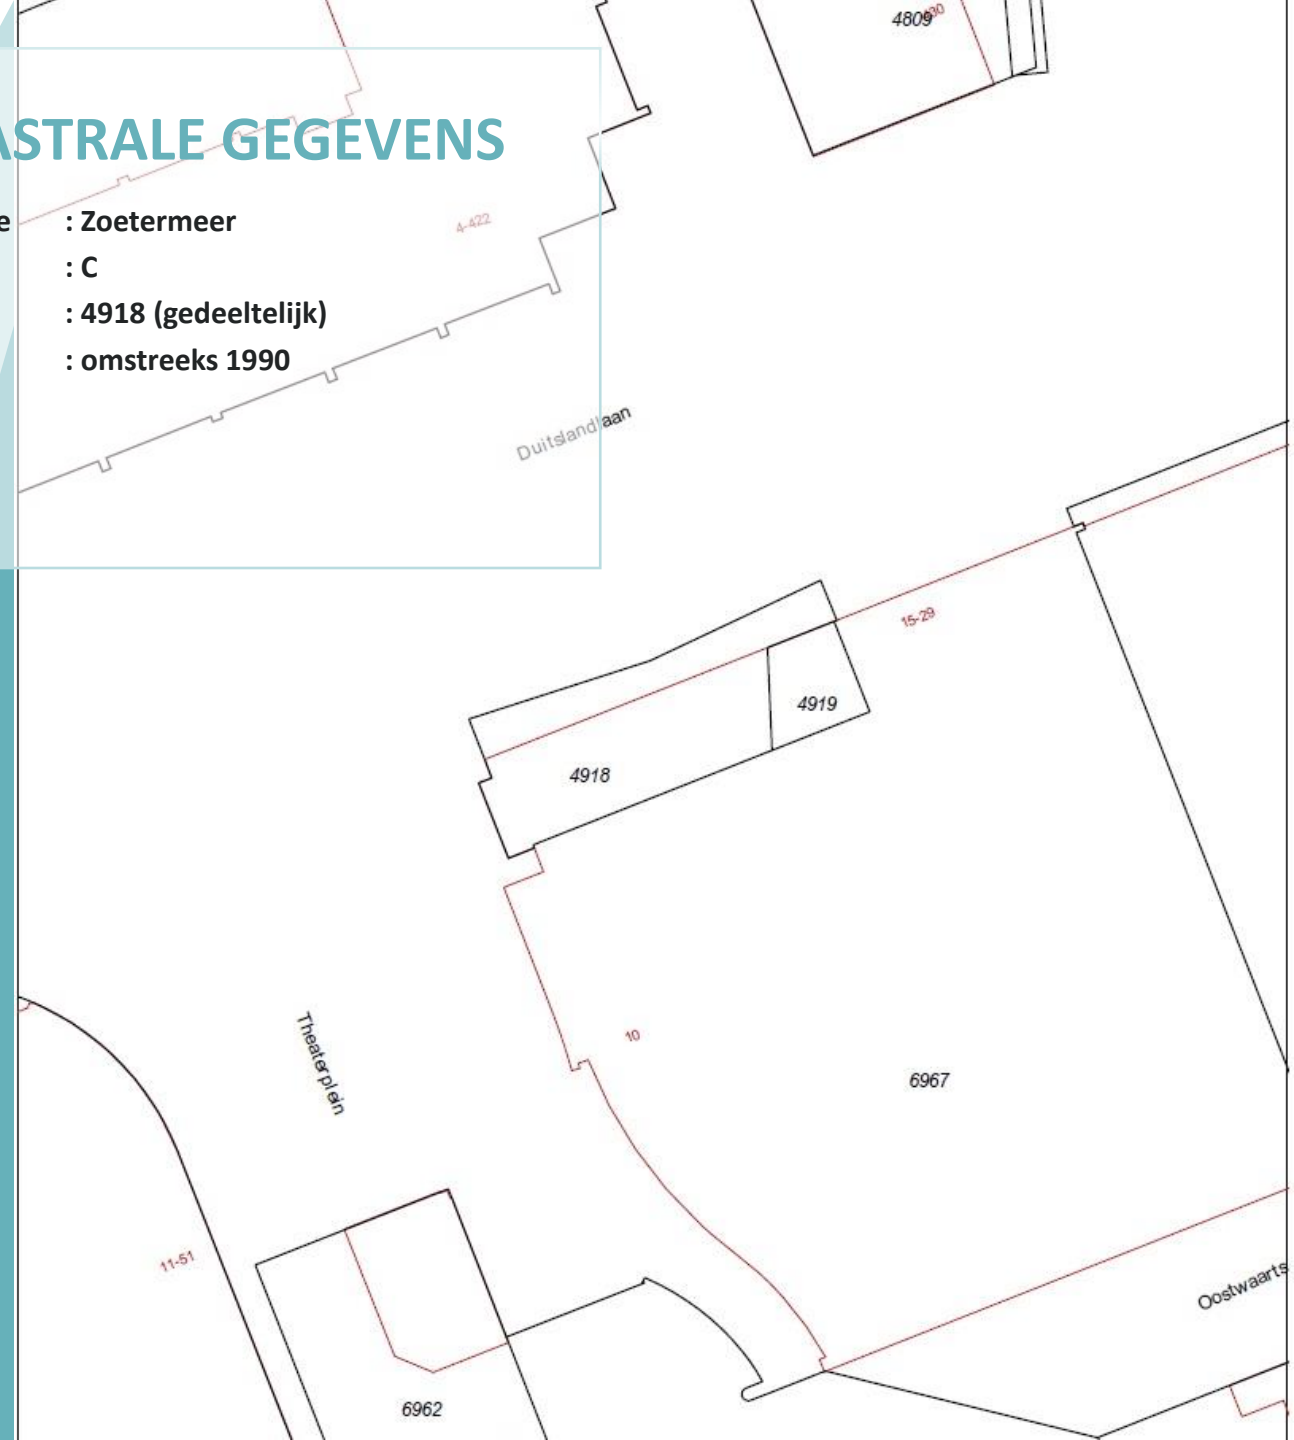 4809
30
ASTRALE GEGEVENS
e : Zoetermeer
: C
: 4918 (gedeeltelijk)
: omstreeks 1990
4-422
Duitslandlaan
15-29
4919
4918
Theaterplein
10
6967
11-51
Oostwaarts
6962